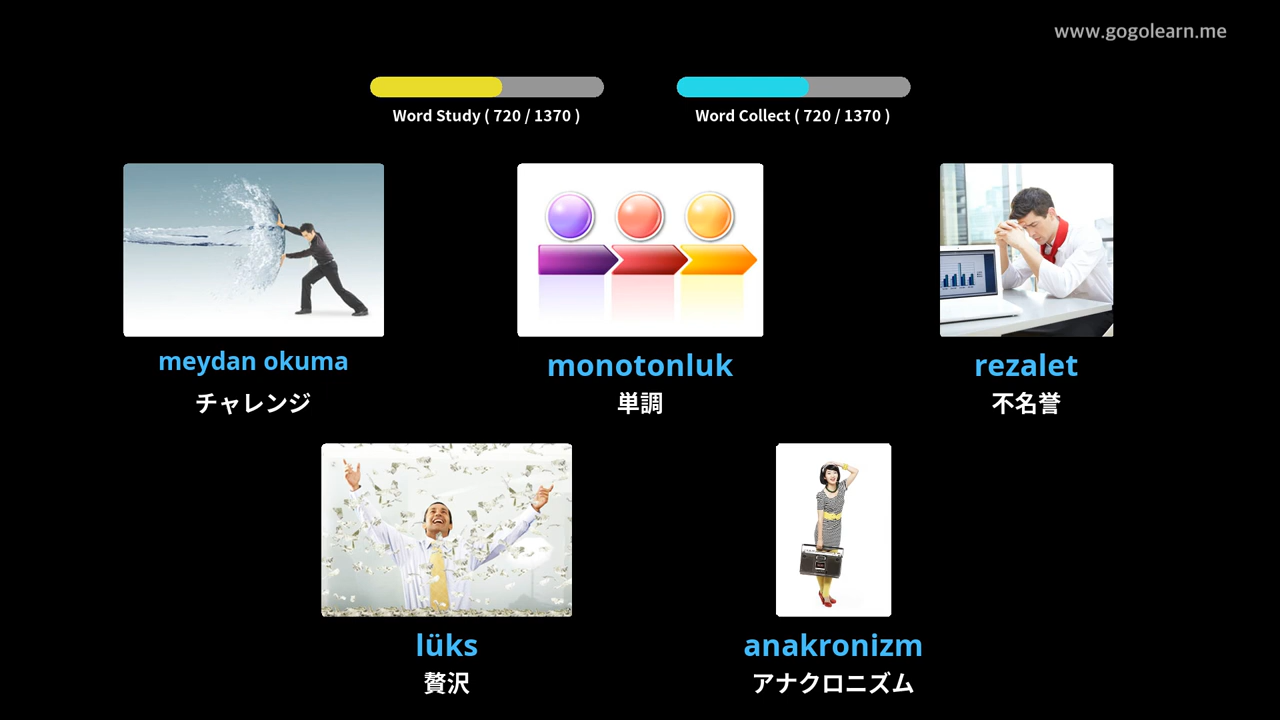 www.gogolearn.me
Word Study ( 720 / 1370 )
Word Collect ( 720 / 1370 )
meydan okuma
チャレンジ
monotonluk
単調
rezalet
不名誉
lüks
贅沢
anakronizm
アナクロニズム